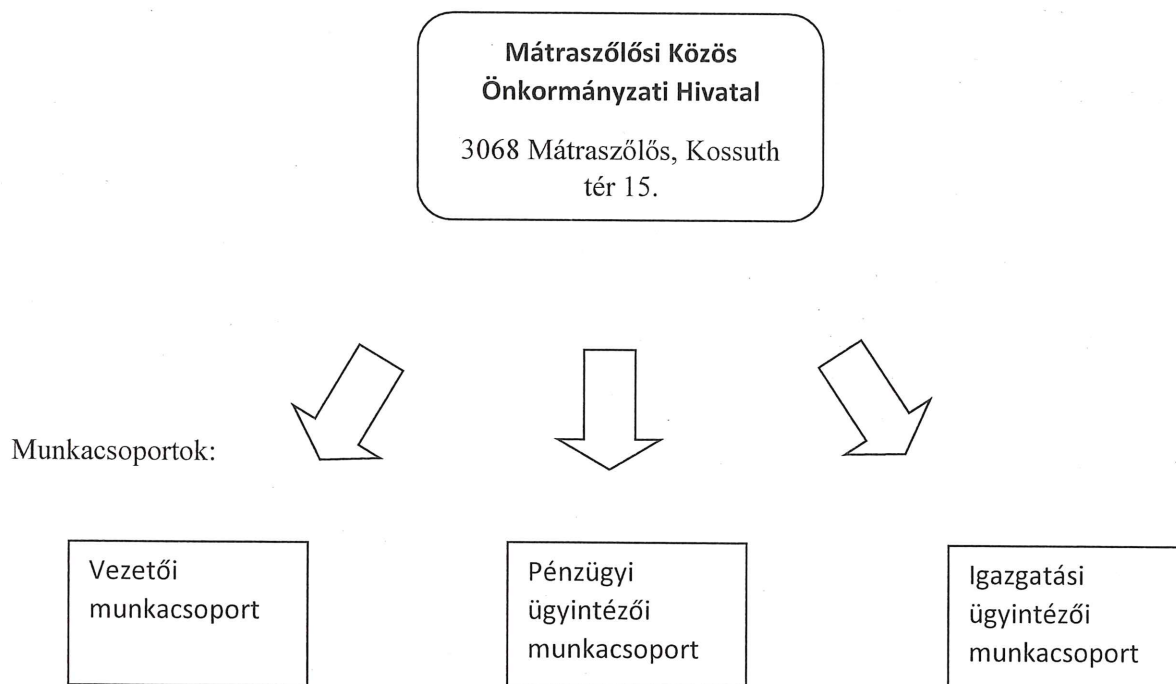 Mátraszőlősi Közös
Önkormányzati Hivatal
3068 Mátraszőlős, Kossuth
tér 15.
Munkacsoportok:
Vezetői
munkacsoport
Pénzügyi
ügyintézői
munkacsoport
Igazgatási
ügyintézői
munkacsoport